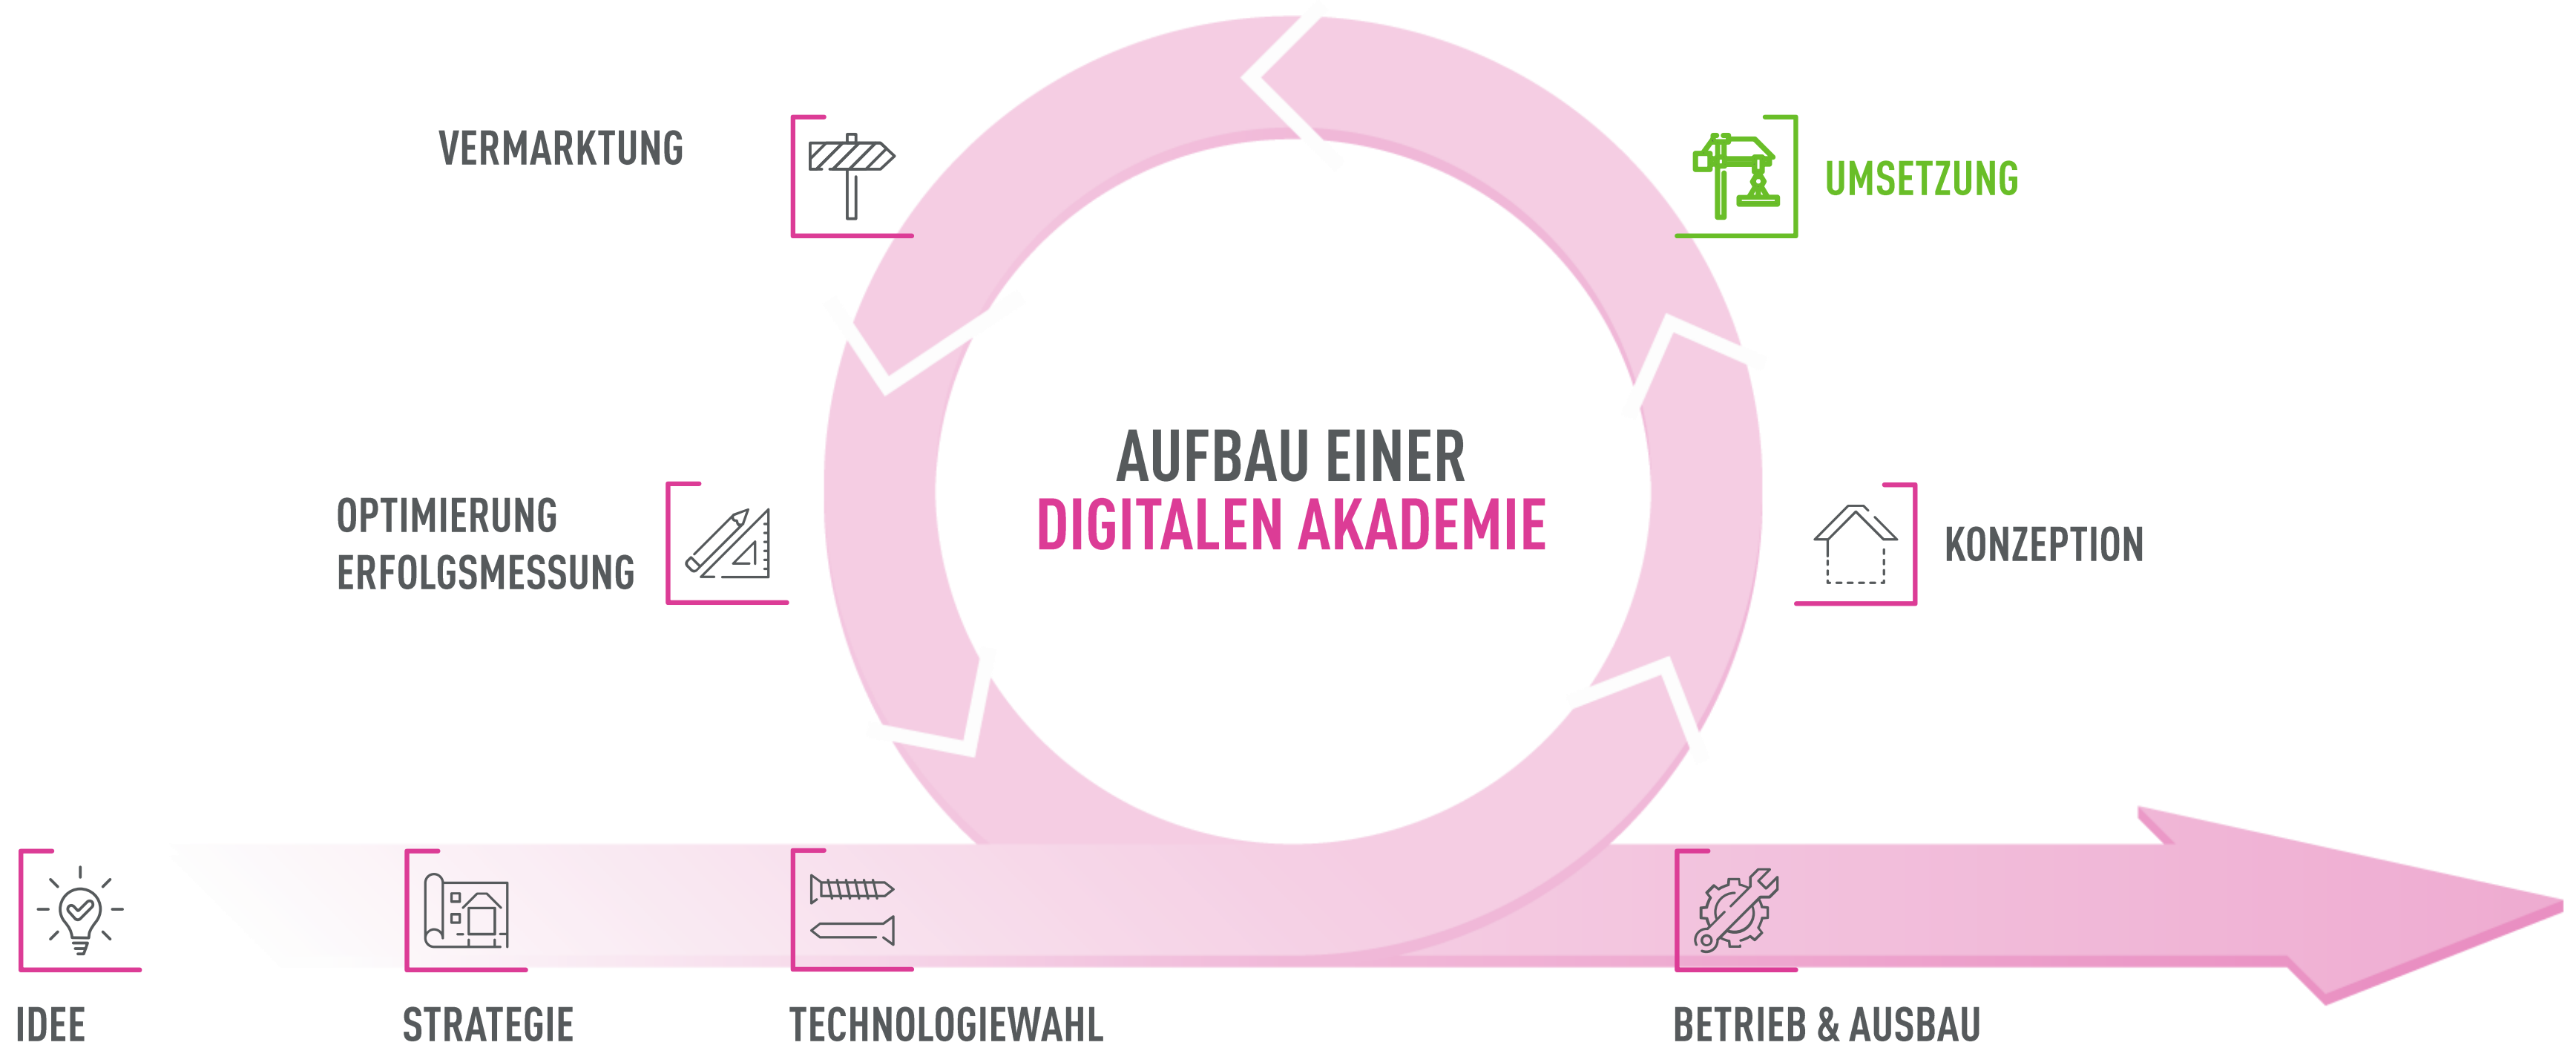 VERMARKTUNG
UMSETZUNG
AUFBAU EINER
DIGITALEN AKADEMIE
OPTIMIERUNG
ERFOLGSMESSUNG
KONZEPTION
IDEE
STRATEGIE
TECHNOLOGIEWAHL
BETRIEB & AUSBAU